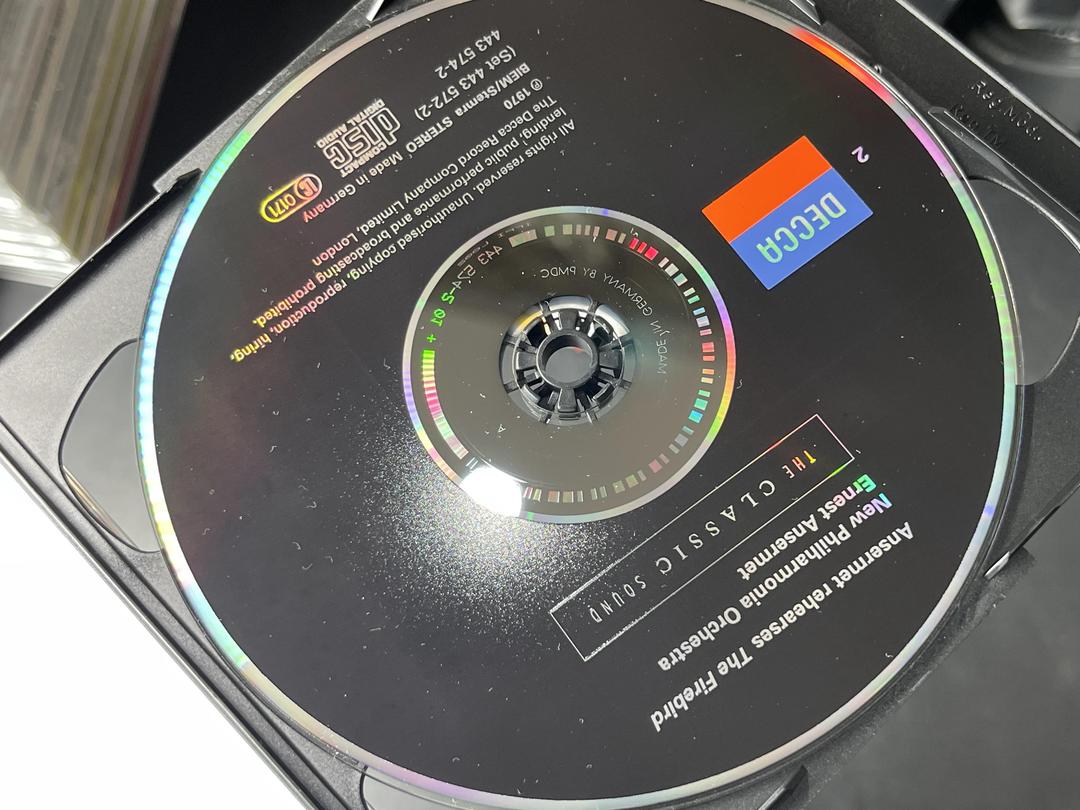 Ansermet rehearses The Firebird
New Philharmonia Orchestra
Ernest Ansermet
THE CLASSIC SOUND
DECCA
2
MADE IN GERMANY BY PMDC
443 574-2 01 +
All rights reserved. Unauthorised copying, reproduction, hiring,
lending, public performance and broadcasting prohibited.
The Decca Record Company Limited, London
℗ 1970
BIEM/Stemra STEREO Made in Germany
(Set 443 572-2)
443 574-2
LC 0171
COMPACT
disc
DIGITAL AUDIO